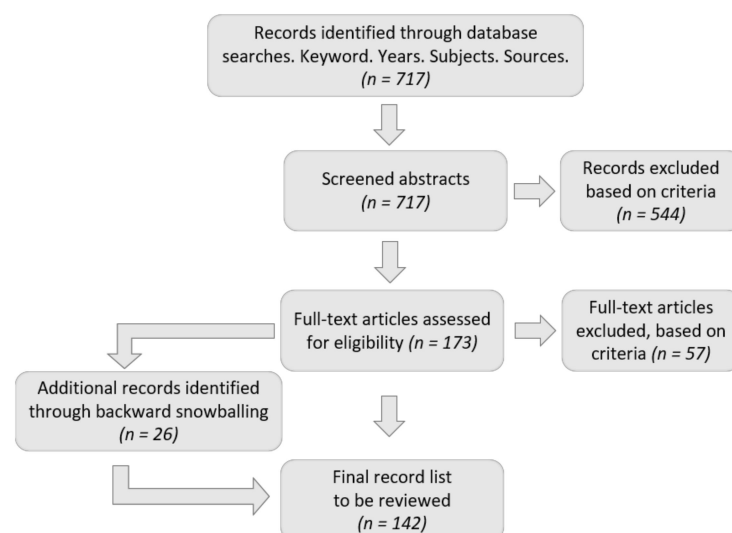 Records identified through database
searches. Keyword. Years. Subjects. Sources.
(n = 717)
Screened abstracts
(n = 717)
Records excluded
based on criteria
(n = 544)
Full-text articles assessed
for eligibility (n = 173)
Full-text articles
excluded, based on
criteria (n = 57)
Additional records identified
through backward snowballing
(n = 26)
Final record list
to be reviewed
(n = 142)